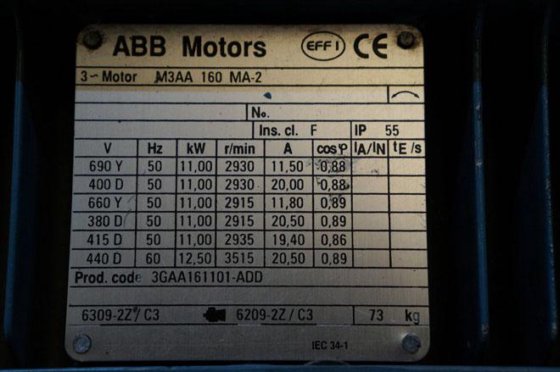 ABB Motors EFF 1 CE
3~Motor M3AA 160 MA-2
No.
Ins. cl. F IP 55
V Hz kW r/min A cosφ IA/IN tE/s
690 Y 50 11,00 2930 11,50 0,88
400 D 50 11,00 2930 20,00 0,88
660 Y 50 11,00 2915 11,80 0,89
380 D 50 11,00 2915 20,50 0,89
415 D 50 11,00 2935 19,40 0,86
440 D 60 12,50 3515 20,50 0,89
Prod. code 3GAA161101-ADD
6309-2Z/C3 6209-2Z/C3 73 kg
IEC 34-1